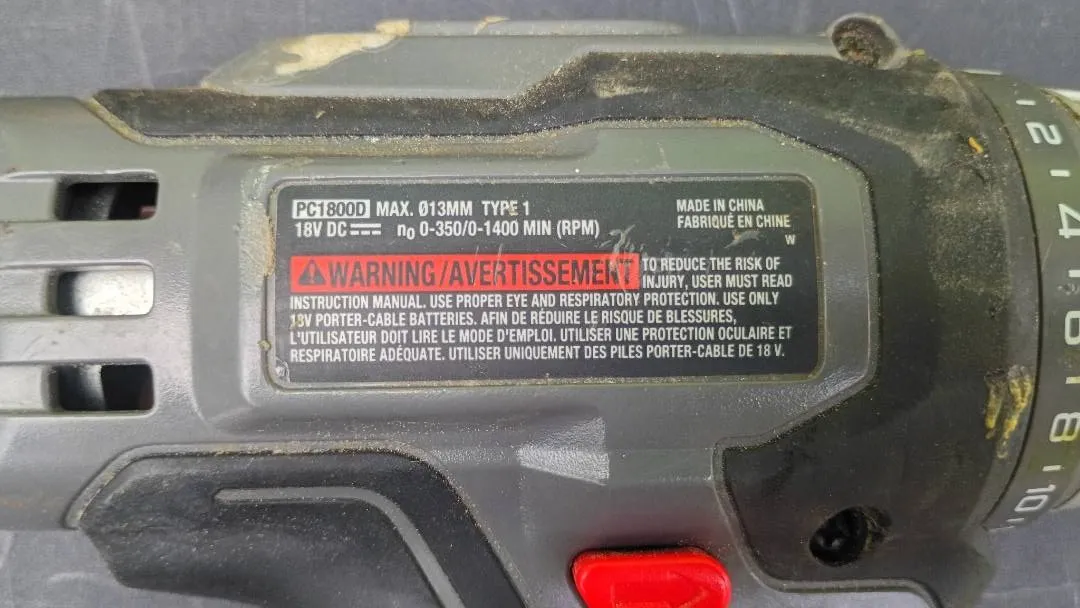 PC1800D MAX. Ø13MM TYPE 1
18V DC n0 0-350/0-1400 MIN (RPM)
MADE IN CHINA
FABRIQUÉ EN CHINE
W
WARNING/AVERTISSEMENT TO REDUCE THE RISK OF
INJURY, USER MUST READ
INSTRUCTION MANUAL. USE PROPER EYE AND RESPIRATORY PROTECTION. USE ONLY
18V PORTER-CABLE BATTERIES. AFIN DE RÉDUIRE LE RISQUE DE BLESSURES,
L'UTILISATEUR DOIT LIRE LE MODE D'EMPLOI. UTILISER UNE PROTECTION OCULAIRE ET
RESPIRATOIRE ADÉQUATE. UTILISER UNIQUEMENT DES PILES PORTER-CABLE DE 18 V.
2
4
6
8
10